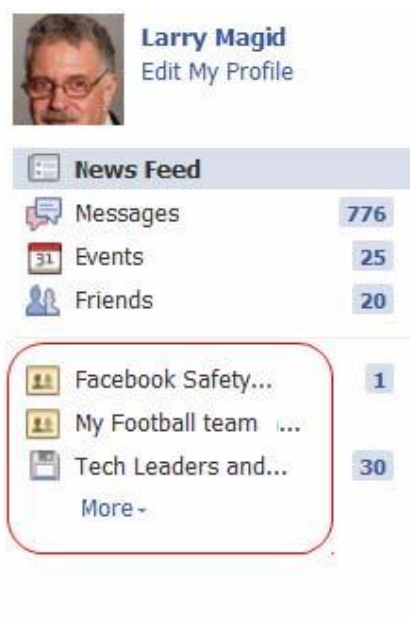 Larry Magid
Edit My Profile
News Feed
Messages 776
31 Events 25
Friends 20
Facebook Safety... 1
My Football team ...
Tech Leaders and... 30
More